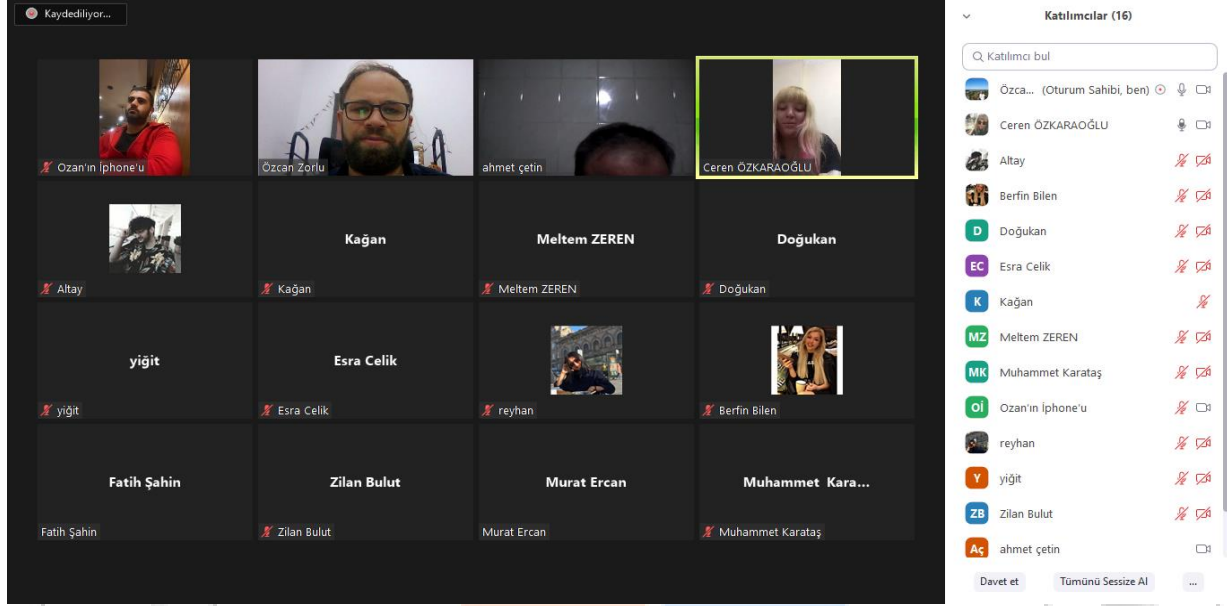 Kaydediliyor...
Ozan'ın İphone'u
Özcan Zorlu
ahmet çetin
Ceren ÖZKARAOĞLU
Altay
Kağan
Kağan
Meltem ZEREN
Meltem ZEREN
Doğukan
Doğukan
yiğit
yiğit
Esra Celik
Esra Celik
reyhan
Berfin Bilen
Fatih Şahin
Fatih Şahin
Zilan Bulut
Zilan Bulut
Murat Ercan
Murat Ercan
Muhammet Kara...
Muhammet Karataş
Katılımcılar (16)
Katılımcı bul
Özca... (Oturum Sahibi, ben)
Ceren ÖZKARAOĞLU
Altay
Berfin Bilen
D Doğukan
EC Esra Celik
K Kağan
MZ Meltem ZEREN
MK Muhammet Karataş
Oİ Ozan'ın İphone'u
reyhan
Y yiğit
ZB Zilan Bulut
Aç ahmet çetin
Davet et Tümünü Sessize Al ...